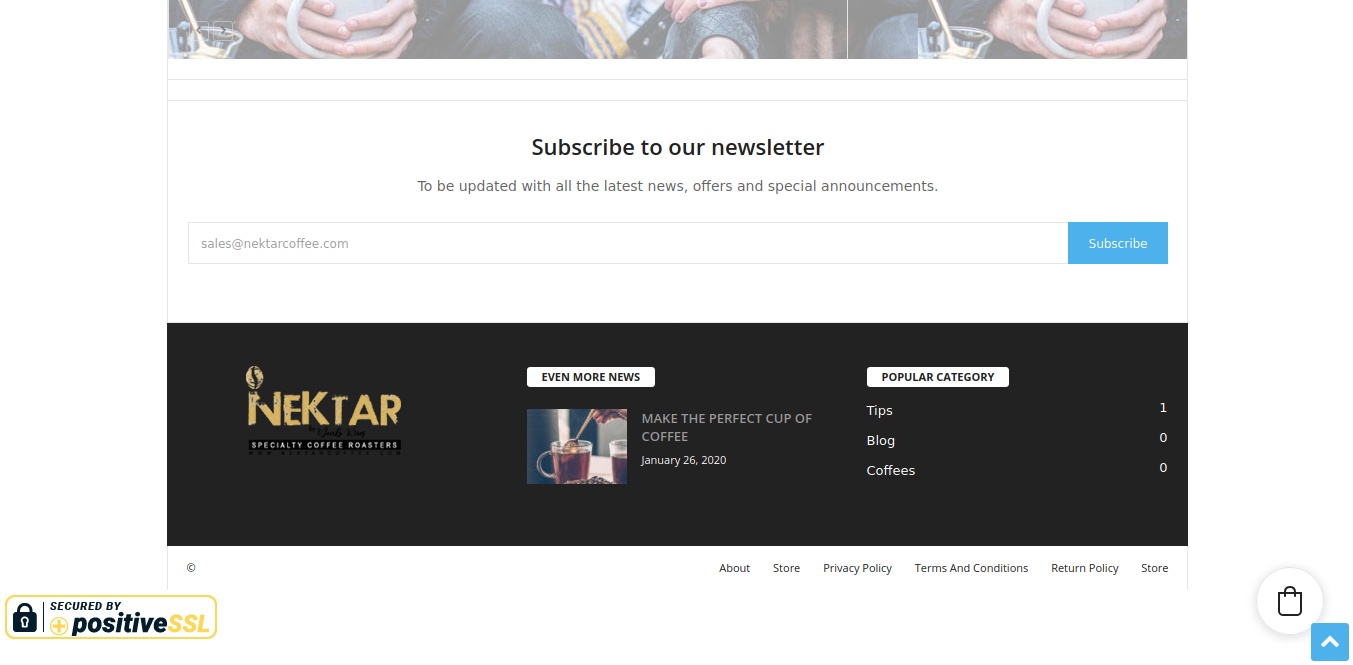 Subscribe to our newsletter
To be updated with all the latest news, offers and special announcements.
sales@nektarcoffee.com
Subscribe
NEKTAR
SPECIALTY COFFEE ROASTERS
WWW.NEKTARCOFFEE.COM
EVEN MORE NEWS
MAKE THE PERFECT CUP OF
COFFEE
January 26, 2020
POPULAR CATEGORY
Tips 1
Blog 0
Coffees 0
©
About Store Privacy Policy Terms And Conditions Return Policy Store
SECURED BY
positiveSSL